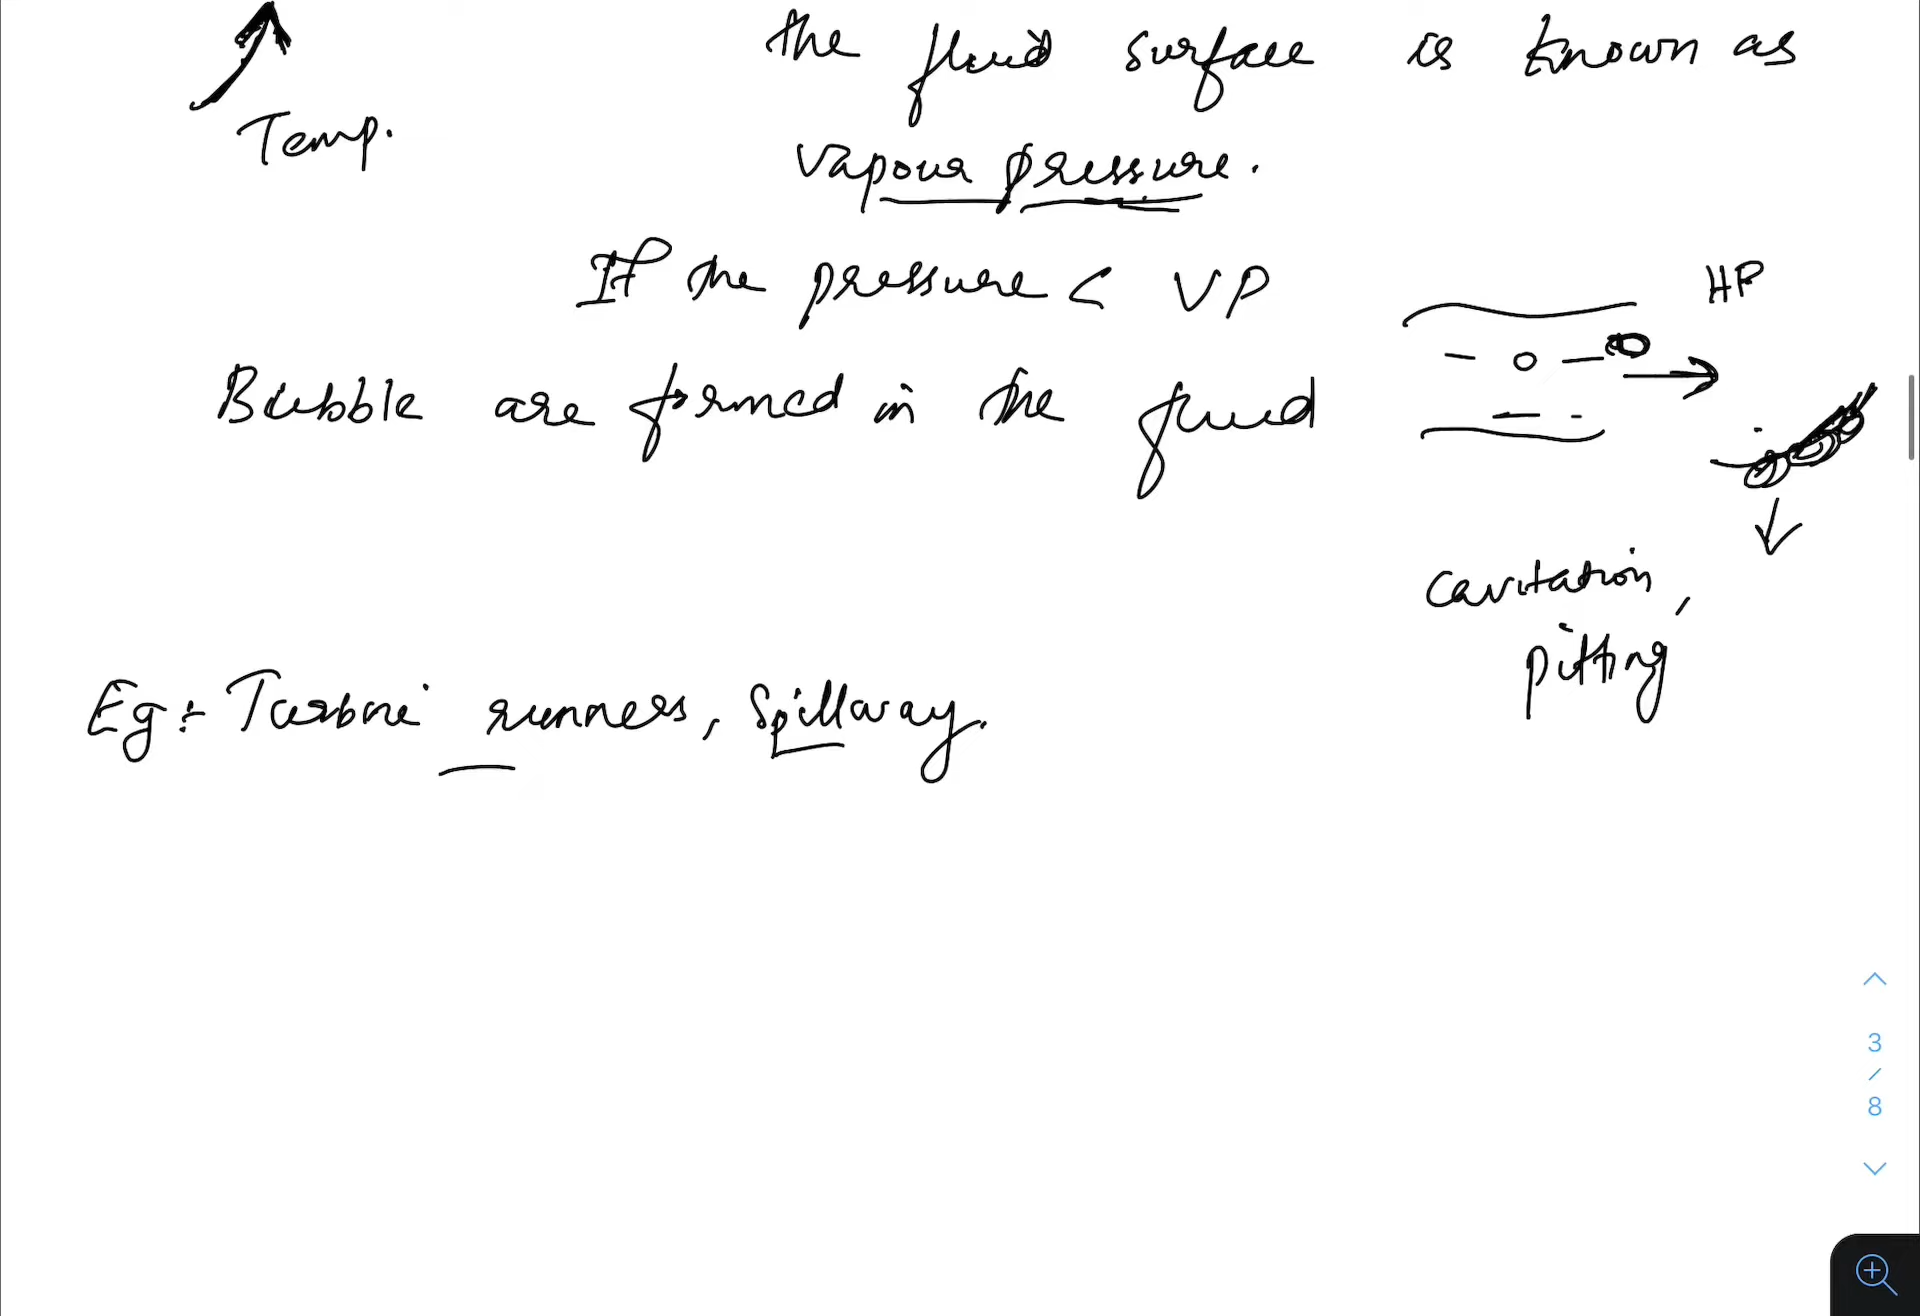 the fluid surface is known as
Temp.
vapour pressure.
If the pressure < VP
HP
Bubble are formed in the fluid
cavitation,
pitting
Eg:- Turbine runners, Spillway.
3
/
8